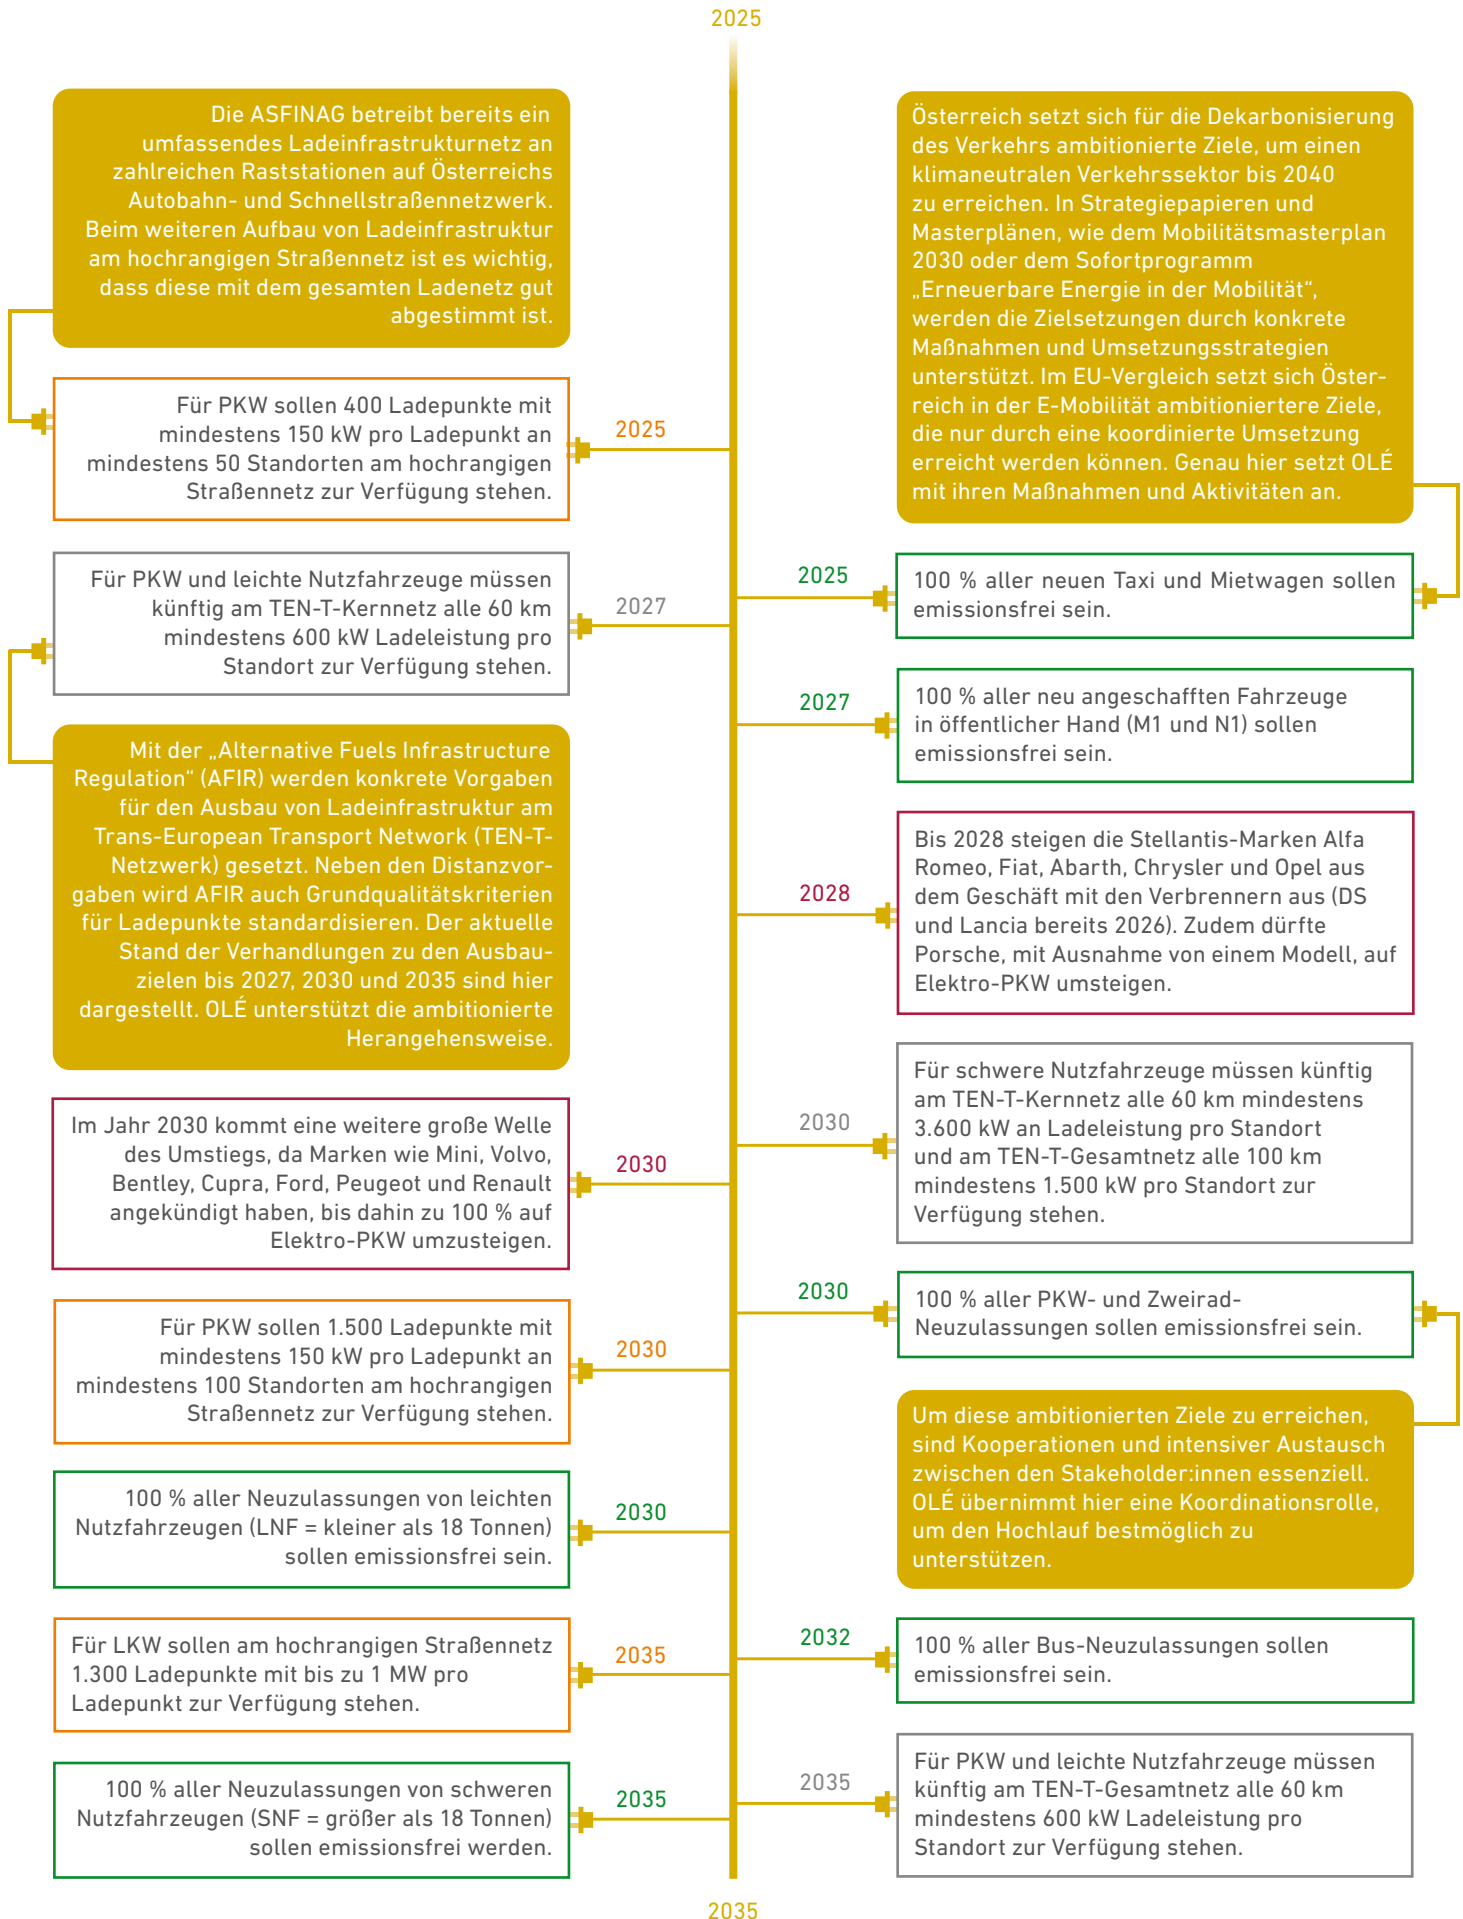 2025
Die ASFINAG betreibt bereits ein
umfassendes Ladeinfrastrukturnetz an
zahlreichen Raststationen auf Österreichs
Autobahn- und Schnellstraßennetzwerk.
Beim weiteren Aufbau von Ladeinfrastruktur
am hochrangigen Straßennetz ist es wichtig,
dass diese mit dem gesamten Ladenetz gut
abgestimmt ist.
Österreich setzt sich für die Dekarbonisierung
des Verkehrs ambitionierte Ziele, um einen
klimaneutralen Verkehrssektor bis 2040
zu erreichen. In Strategiepapieren und
Masterplänen, wie dem Mobilitätsmasterplan
2030 oder dem Sofortprogramm
„Erneuerbare Energie in der Mobilität“,
werden die Zielsetzungen durch konkrete
Maßnahmen und Umsetzungsstrategien
unterstützt. Im EU-Vergleich setzt sich Öster-
reich in der E-Mobilität ambitioniertere Ziele,
die nur durch eine koordinierte Umsetzung
erreicht werden können. Genau hier setzt OLÉ
mit ihren Maßnahmen und Aktivitäten an.
Für PKW sollen 400 Ladepunkte mit
mindestens 150 kW pro Ladepunkt an
mindestens 50 Standorten am hochrangigen
Straßennetz zur Verfügung stehen.
2025
2025
100 % aller neuen Taxi und Mietwagen sollen
emissionsfrei sein.
Für PKW und leichte Nutzfahrzeuge müssen
künftig am TEN-T-Kernnetz alle 60 km
mindestens 600 kW Ladeleistung pro
Standort zur Verfügung stehen.
2027
2027
100 % aller neu angeschafften Fahrzeuge
in öffentlicher Hand (M1 und N1) sollen
emissionsfrei sein.
Mit der „Alternative Fuels Infrastructure
Regulation“ (AFIR) werden konkrete Vorgaben
für den Ausbau von Ladeinfrastruktur am
Trans-European Transport Network (TEN-T-
Netzwerk) gesetzt. Neben den Distanzvor-
gaben wird AFIR auch Grundqualitätskriterien
für Ladepunkte standardisieren. Der aktuelle
Stand der Verhandlungen zu den Ausbau-
zielen bis 2027, 2030 und 2035 sind hier
dargestellt. OLÉ unterstützt die ambitionierte
Herangehensweise.
2028
Bis 2028 steigen die Stellantis-Marken Alfa
Romeo, Fiat, Abarth, Chrysler und Opel aus
dem Geschäft mit den Verbrennern aus (DS
und Lancia bereits 2026). Zudem dürfte
Porsche, mit Ausnahme von einem Modell, auf
Elektro-PKW umsteigen.
2030
Für schwere Nutzfahrzeuge müssen künftig
am TEN-T-Kernnetz alle 60 km mindestens
3.600 kW an Ladeleistung pro Standort
und am TEN-T-Gesamtnetz alle 100 km
mindestens 1.500 kW pro Standort zur
Verfügung stehen.
Im Jahr 2030 kommt eine weitere große Welle
des Umstiegs, da Marken wie Mini, Volvo,
Bentley, Cupra, Ford, Peugeot und Renault
angekündigt haben, bis dahin zu 100 % auf
Elektro-PKW umzusteigen.
2030
2030
100 % aller PKW- und Zweirad-
Neuzulassungen sollen emissionsfrei sein.
Für PKW sollen 1.500 Ladepunkte mit
mindestens 150 kW pro Ladepunkt an
mindestens 100 Standorten am hochrangigen
Straßennetz zur Verfügung stehen.
2030
Um diese ambitionierten Ziele zu erreichen,
sind Kooperationen und intensiver Austausch
zwischen den Stakeholder:innen essenziell.
OLÉ übernimmt hier eine Koordinationsrolle,
um den Hochlauf bestmöglich zu
unterstützen.
100 % aller Neuzulassungen von leichten
Nutzfahrzeugen (LNF = kleiner als 18 Tonnen)
sollen emissionsfrei sein.
2030
2032
100 % aller Bus-Neuzulassungen sollen
emissionsfrei sein.
Für LKW sollen am hochrangigen Straßennetz
1.300 Ladepunkte mit bis zu 1 MW pro
Ladepunkt zur Verfügung stehen.
2035
2035
Für PKW und leichte Nutzfahrzeuge müssen
künftig am TEN-T-Gesamtnetz alle 60 km
mindestens 600 kW Ladeleistung pro
Standort zur Verfügung stehen.
100 % aller Neuzulassungen von schweren
Nutzfahrzeugen (SNF = größer als 18 Tonnen)
sollen emissionsfrei werden.
2035
2035